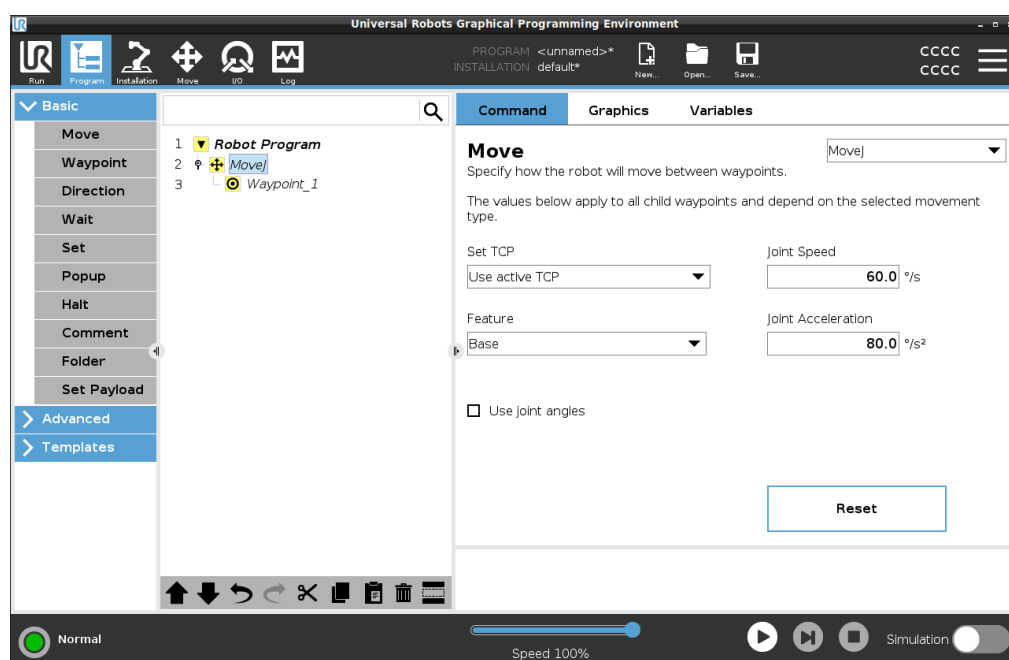 Universal Robots Graphical Programming Environment
UR
Run
Program
Installation
Move
I/O
Log
PROGRAM <unnamed>*
INSTALLATION default*
New...
Open...
Save...
CCCC
CCCC
Basic
Move
Waypoint
Direction
Wait
Set
Popup
Halt
Comment
Folder
Set Payload
Advanced
Templates
1 Robot Program
2 MoveJ
3 Waypoint_1
Command Graphics Variables
Move
MoveJ
Specify how the robot will move between waypoints.
The values below apply to all child waypoints and depend on the selected movement
type.
Set TCP
Joint Speed
Use active TCP
60.0 °/s
Feature
Joint Acceleration
Base
80.0 °/s²
Use joint angles
Reset
Normal
Speed 100%
Simulation